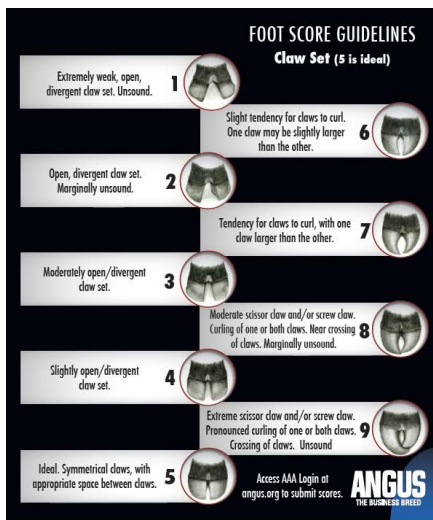 FOOT SCORE GUIDELINES
Claw Set (5 is ideal)
Extremely weak, open,
divergent claw set. Unsound.
1
Slight tendency for claws to curl.
One claw may be slightly larger
than the other.
6
Open, divergent claw set.
Marginally unsound.
2
Tendency for claws to curl, with one
claw larger than the other.
7
Moderately open/divergent
claw set.
3
Moderate scissor claw and/or screw claw.
Curling of one or both claws. Near crossing
of claws. Marginally unsound.
8
Slightly open/divergent
claw set.
4
Extreme scissor claw and/or screw claw.
Pronounced curling of one or both claws.
Crossing of claws. Unsound
9
Ideal. Symmetrical claws, with
appropriate space between claws.
5
Access AAA Login at
angus.org to submit scores.
ANGUS
THE BUSINESS BREED